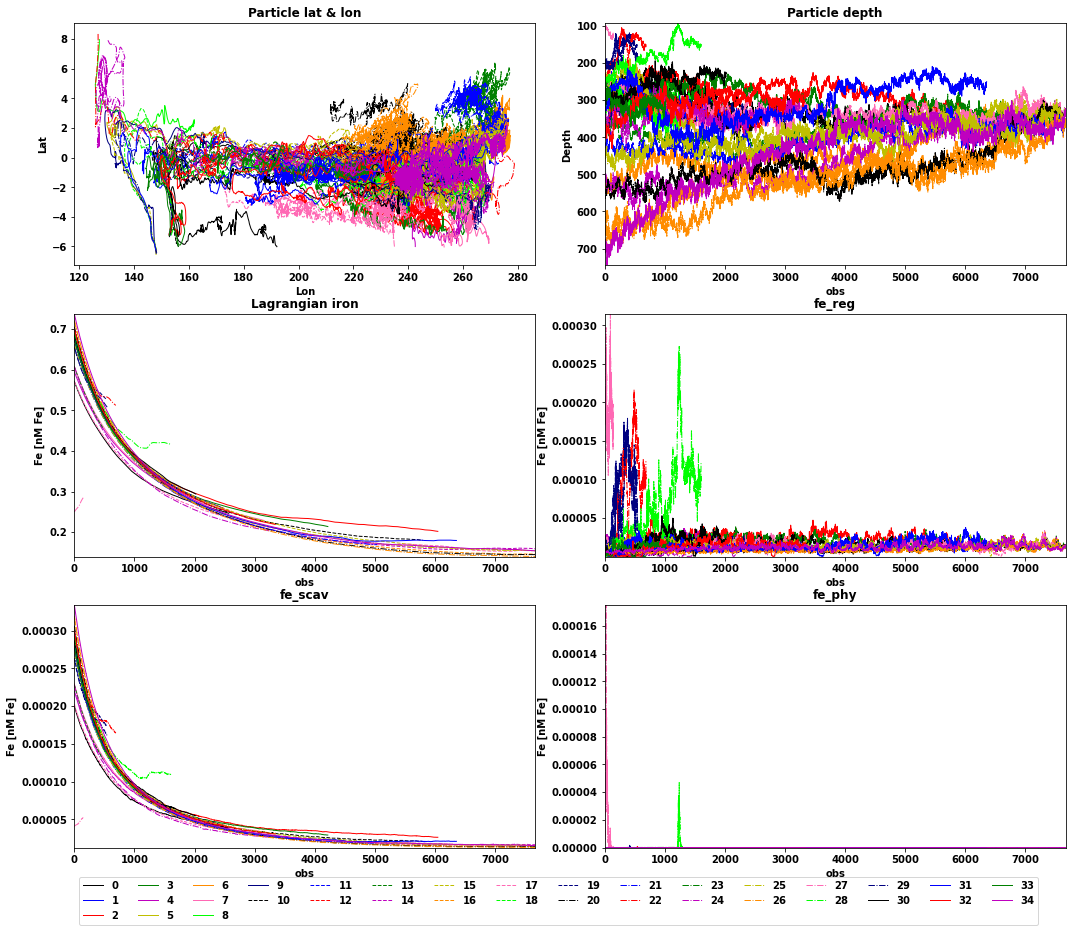 Particle lat & lon
8
6
4
2
0
−2
−4
−6
Lat
120 140 160 180 200 220 240 260 280
Lon
Particle depth
100
200
300
400
500
600
700
Depth
0 1000 2000 3000 4000 5000 6000 7000
obs
Lagrangian iron
0.7
0.6
0.5
0.4
0.3
0.2
Fe [nM Fe]
0 1000 2000 3000 4000 5000 6000 7000
obs
fe_reg
0.00030
0.00025
0.00020
0.00015
0.00010
0.00005
Fe [nM Fe]
0 1000 2000 3000 4000 5000 6000 7000
obs
fe_scav
0.00030
0.00025
0.00020
0.00015
0.00010
0.00005
Fe [nM Fe]
0 1000 2000 3000 4000 5000 6000 7000
obs
fe_phy
0.00016
0.00014
0.00012
0.00010
0.00008
0.00006
0.00004
0.00002
0.00000
Fe [nM Fe]
0 1000 2000 3000 4000 5000 6000 7000
obs
0 3 6 9 11 13 15 17 19 21 23 25 27 29 31 33
1 4 7 10 12 14 16 18 20 22 24 26 28 30 32 34
2 5 8